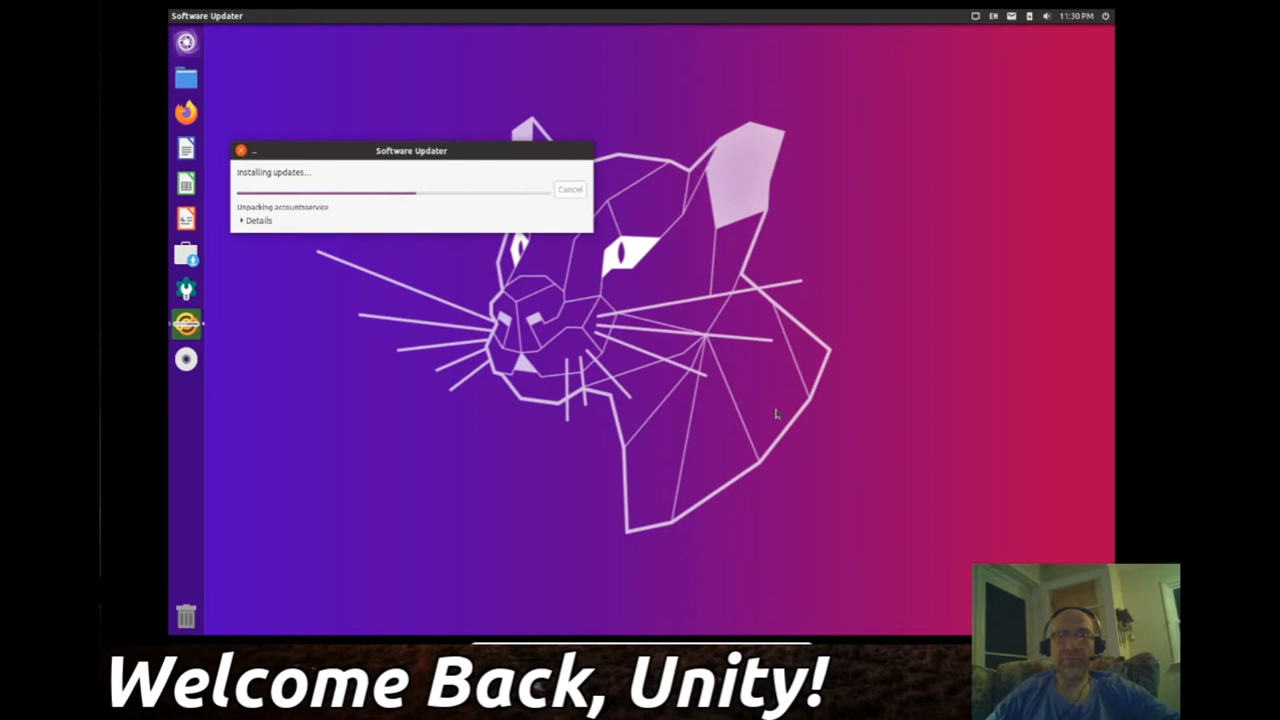 Software Updater
EN
11:30 PM
Software Updater
Installing updates...
Cancel
Unpacking accountsservice
Details
Welcome Back, Unity!